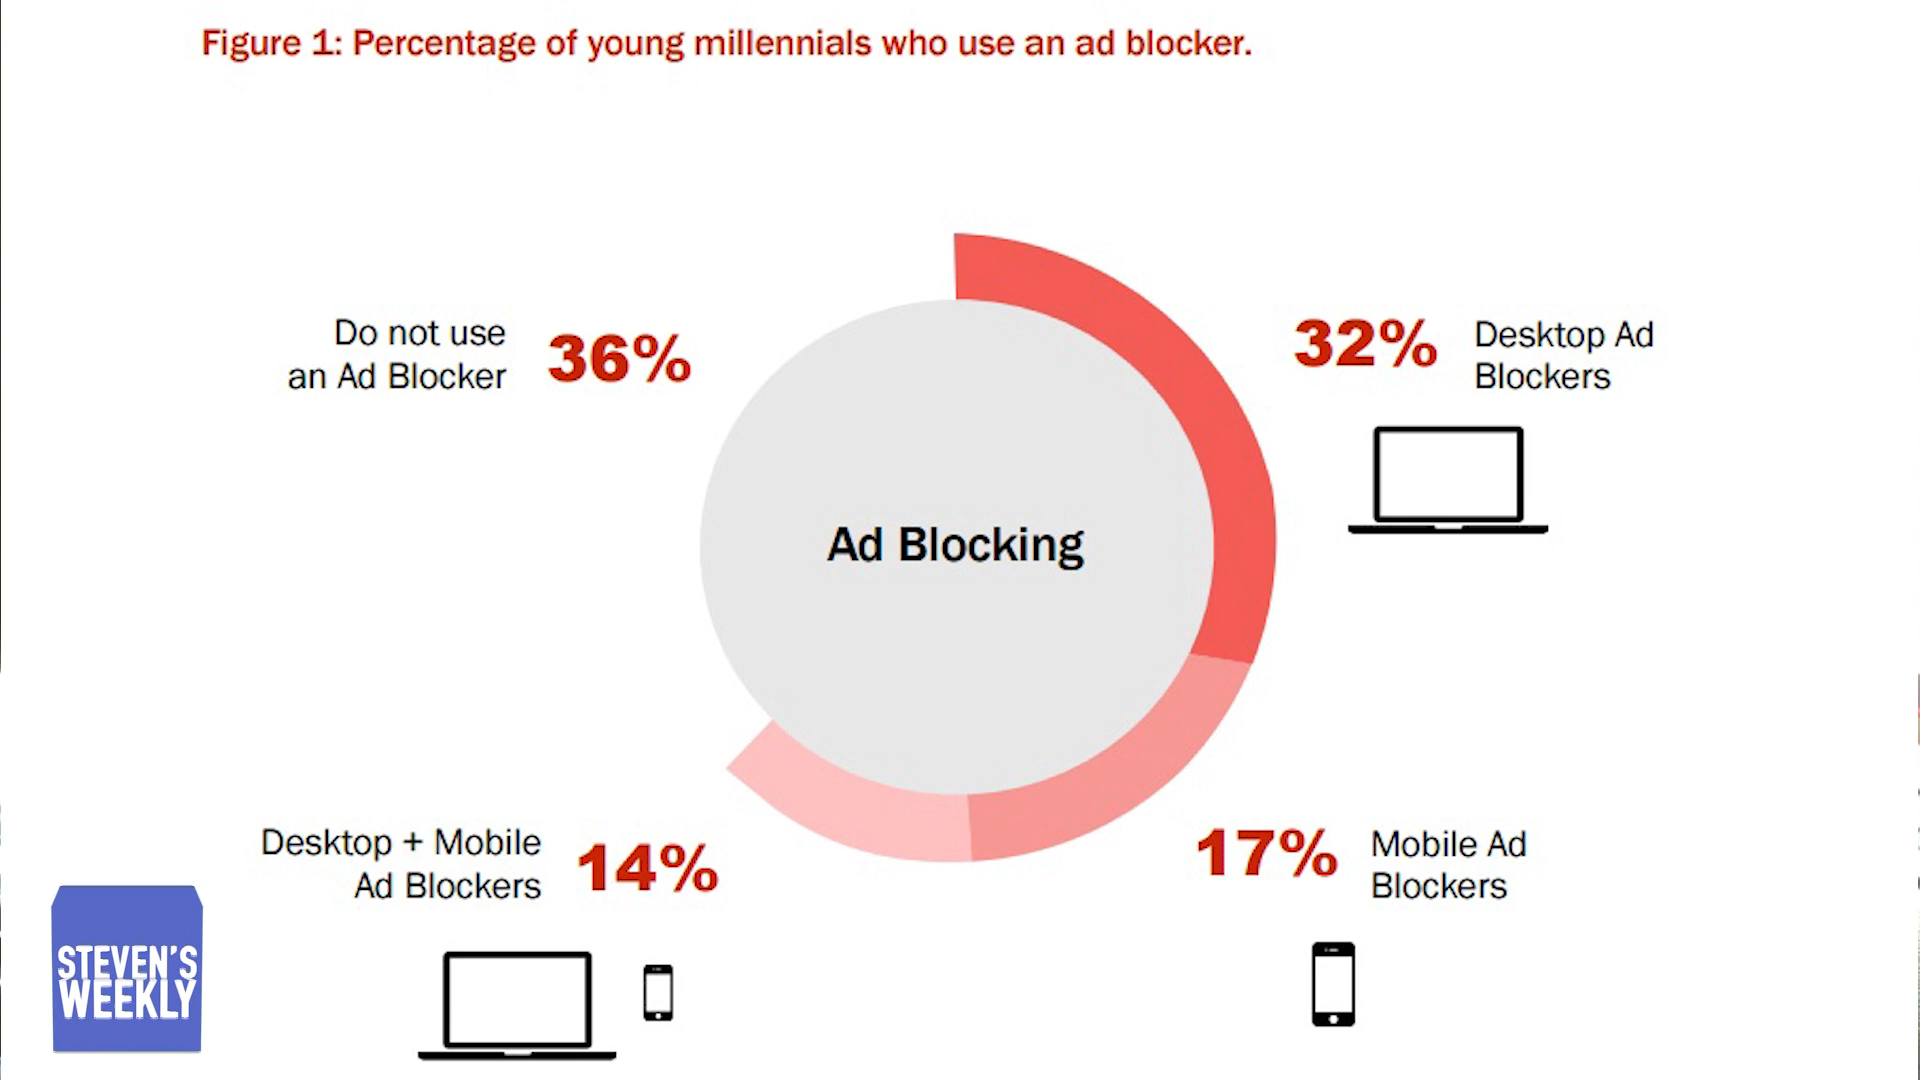 Figure 1: Percentage of young millennials who use an ad blocker.
Do not use
an Ad Blocker
36%
32%
Desktop Ad
Blockers
Ad Blocking
Desktop + Mobile
Ad Blockers
14%
17%
Mobile Ad
Blockers
STEVEN'S
WEEKLY